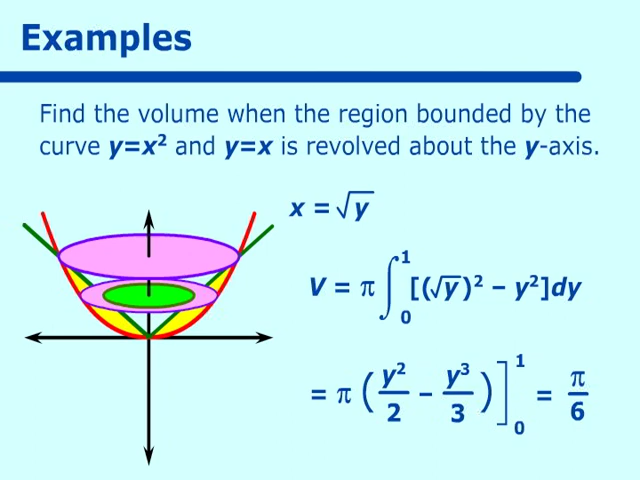 Examples
Find the volume when the region bounded by the
curve y=x² and y=x is revolved about the y-axis.
x = √y
V = π ∫₀¹ [(√y)² − y²]dy
= π (y²/2 − y³/3)]₀¹ = π/6